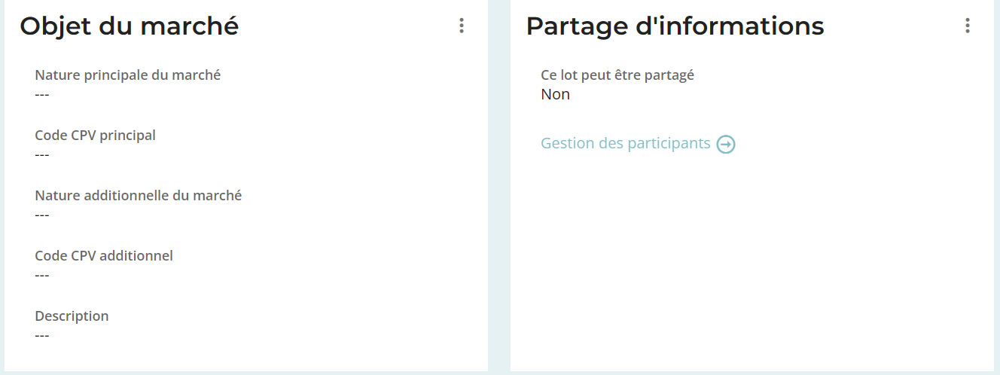 Objet du marché
Nature principale du marché
---
Code CPV principal
---
Nature additionnelle du marché
---
Code CPV additionnel
---
Description
---
Partage d'informations
Ce lot peut être partagé
Non
Gestion des participants